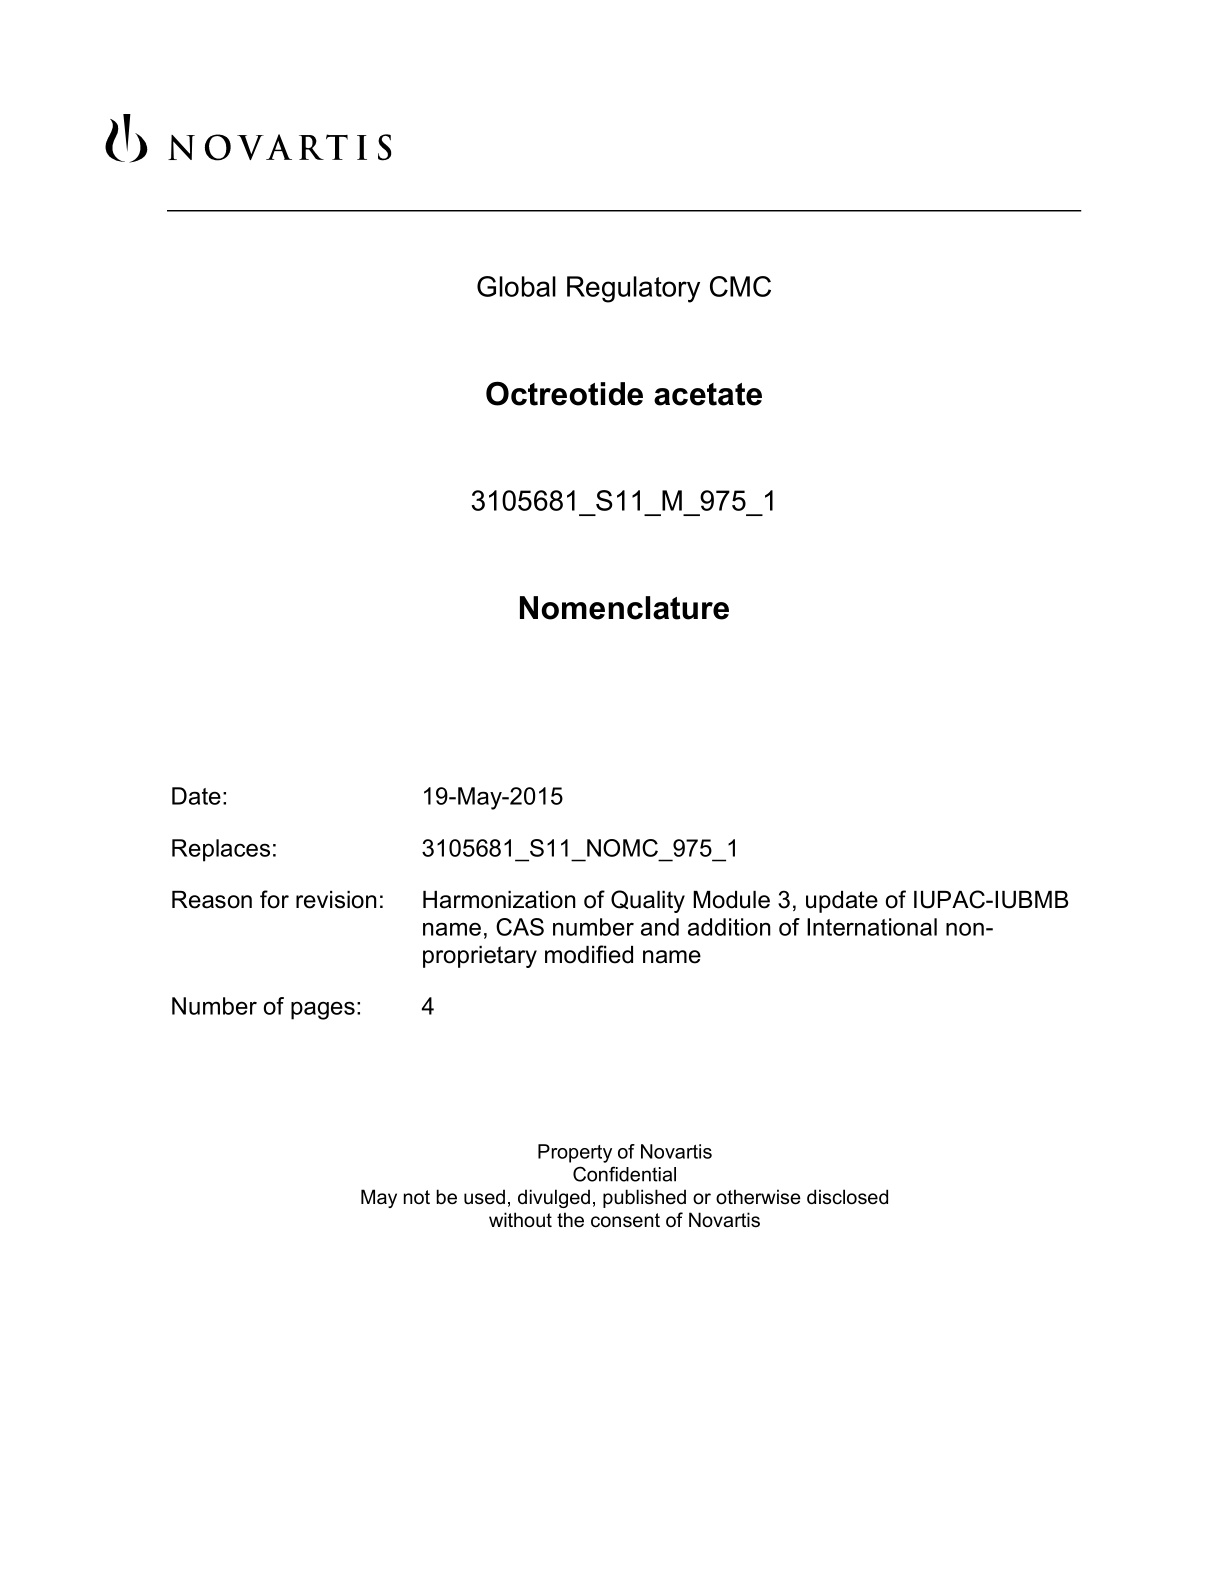 NOVARTIS
Global Regulatory CMC
Octreotide acetate
3105681_S11_M_975_1
Nomenclature
Date: 19-May-2015
Replaces: 3105681_S11_NOMC_975_1
Reason for revision: Harmonization of Quality Module 3, update of IUPAC-IUBMB
name, CAS number and addition of International non-
proprietary modified name
Number of pages: 4
Property of Novartis
Confidential
May not be used, divulged, published or otherwise disclosed
without the consent of Novartis